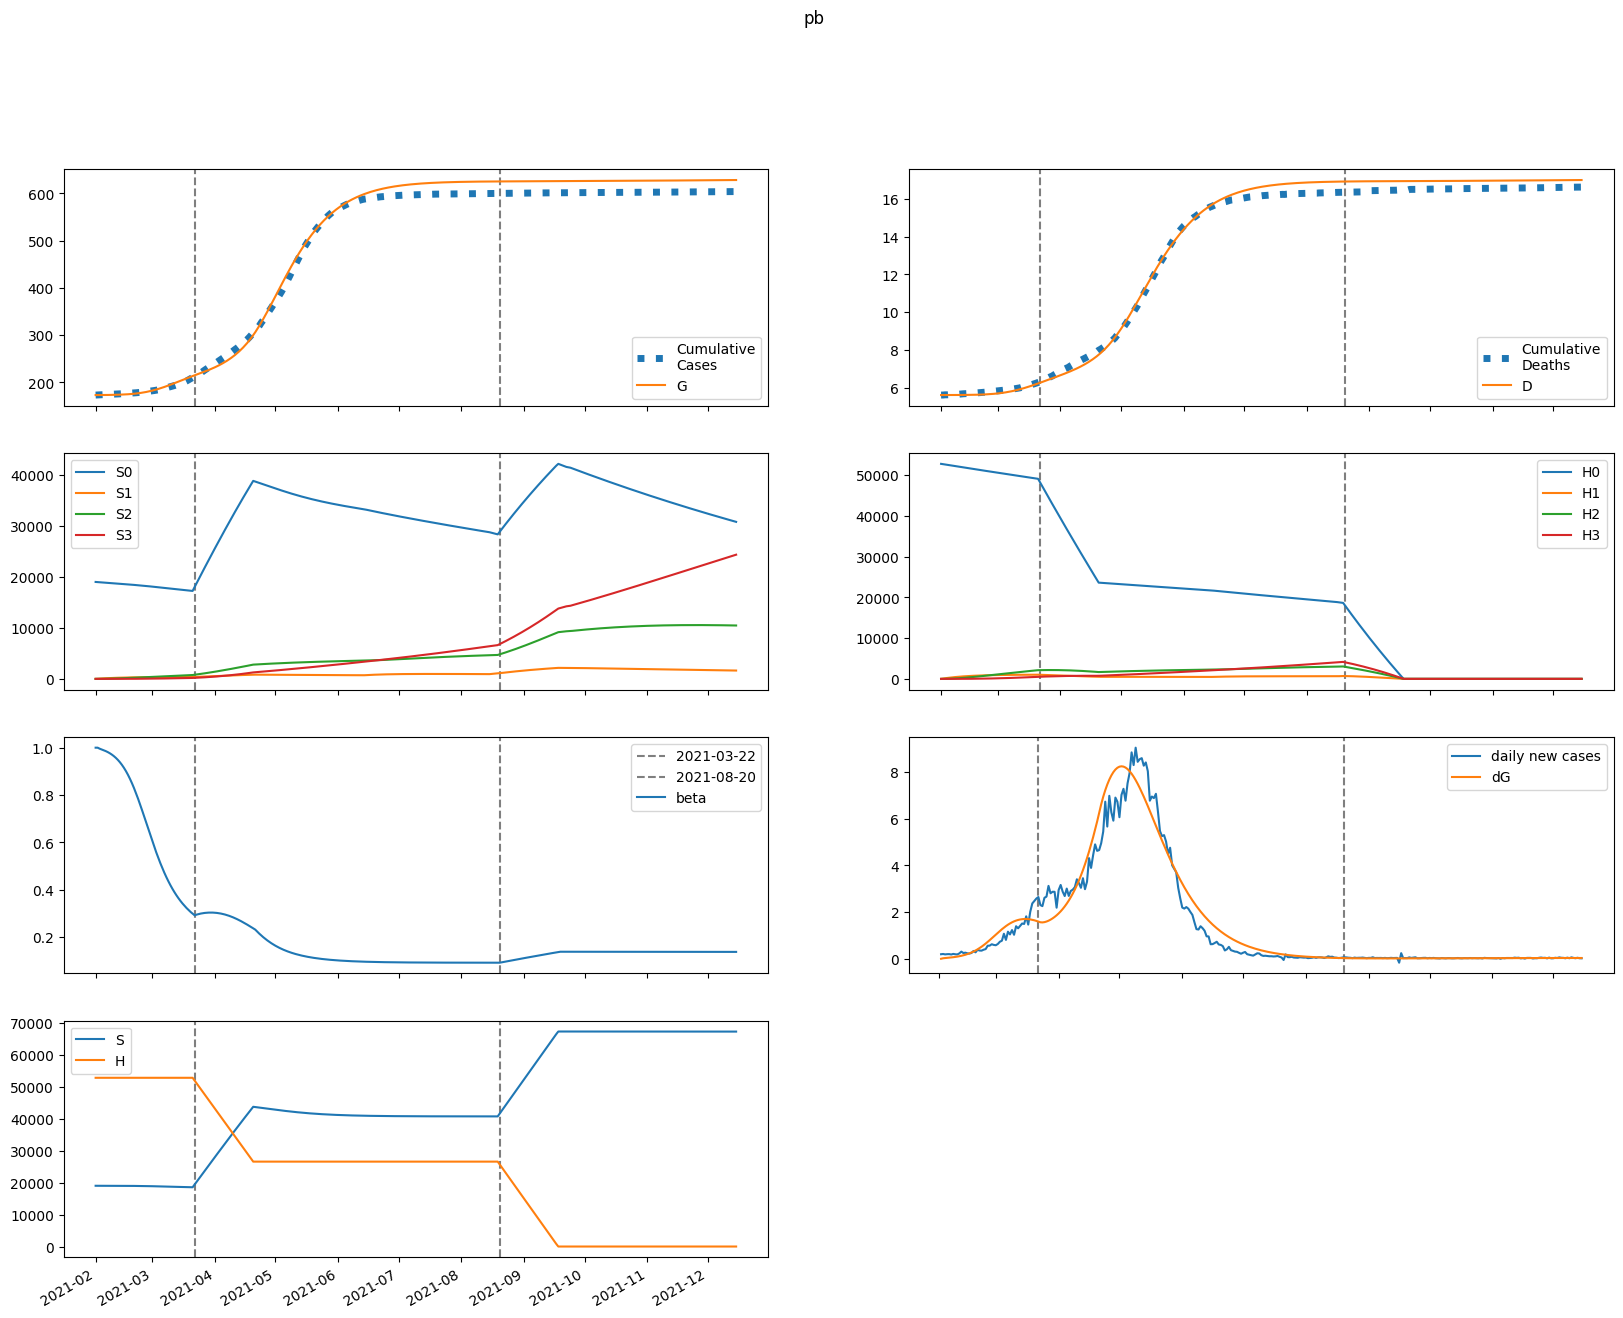 pb
600
500
400
300
200
Cumulative
Cases
G
16
14
12
10
8
6
Cumulative
Deaths
D
40000
30000
20000
10000
0
S0
S1
S2
S3
50000
40000
30000
20000
10000
0
H0
H1
H2
H3
1.0
0.8
0.6
0.4
0.2
2021-03-22
2021-08-20
beta
8
6
4
2
0
daily new cases
dG
70000
60000
50000
40000
30000
20000
10000
0
S
H
2021-02
2021-03
2021-04
2021-05
2021-06
2021-07
2021-08
2021-09
2021-10
2021-11
2021-12